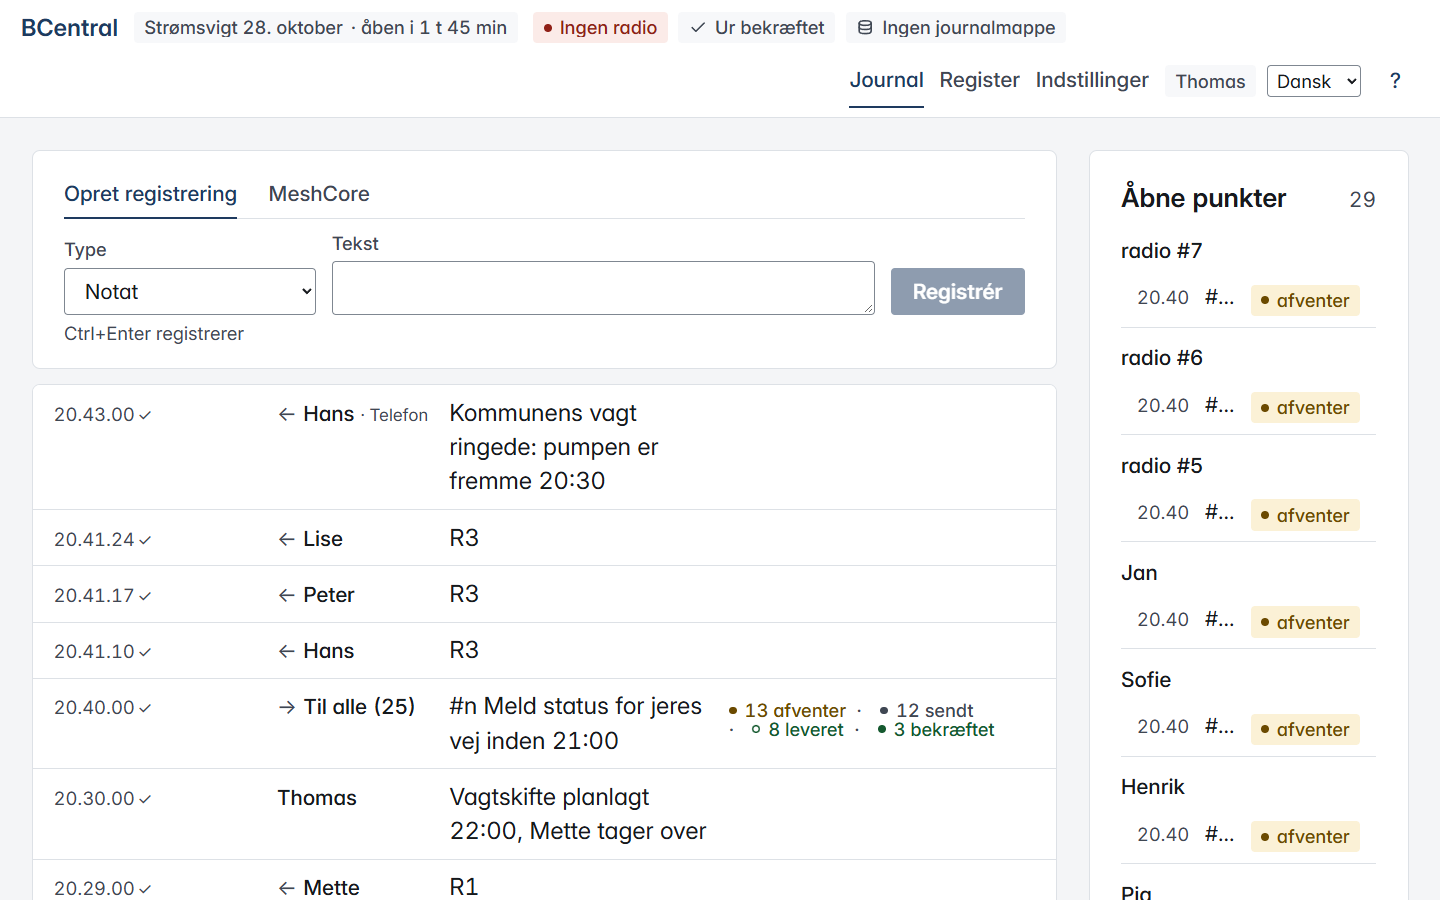 BCentral
Strømsvigt 28. oktober · åben i 1 t 45 min
Ingen radio
Ur bekræftet
Ingen journalmappe
Journal
Register
Indstillinger
Thomas
Dansk
?
Opret registrering
MeshCore
Type
Tekst
Notat
Registrér
Ctrl+Enter registrerer
20.43.00 ✓
← Hans · Telefon
Kommunens vagt
ringede: pumpen er
fremme 20:30
20.41.24 ✓
← Lise
R3
20.41.17 ✓
← Peter
R3
20.41.10 ✓
← Hans
R3
20.40.00 ✓
→ Til alle (25)
#n Meld status for jeres
vej inden 21:00
13 afventer · 12 sendt
· 8 leveret · 3 bekræftet
20.30.00 ✓
Thomas
Vagtskifte planlagt
22:00, Mette tager over
20.29.00 ✓
← Mette
R1
Åbne punkter
29
radio #7
20.40 #... afventer
radio #6
20.40 #... afventer
radio #5
20.40 #... afventer
Jan
20.40 #... afventer
Sofie
20.40 #... afventer
Henrik
20.40 #... afventer
Pia